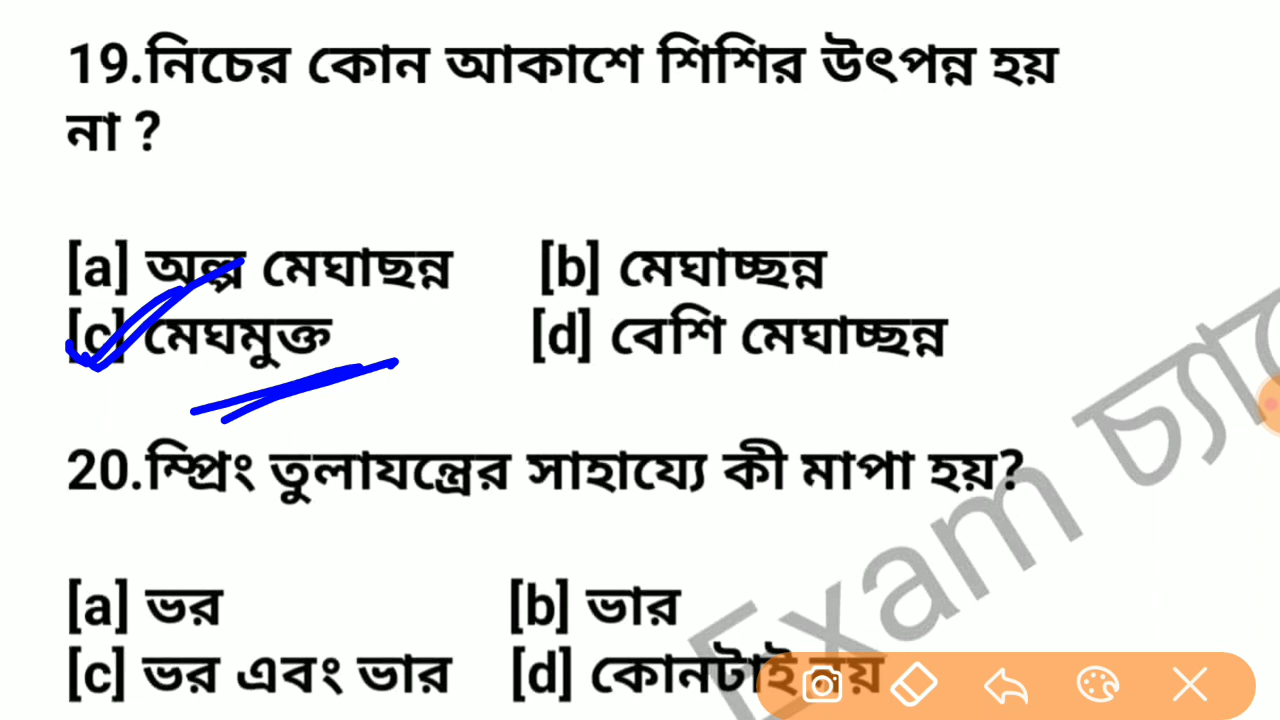 19.নিচের কোন আকাশে শিশির উৎপন্ন হয়
না ?
[a] অল্প মেঘাছন্ন [b] মেঘাচ্ছন্ন
[c] মেঘমুক্ত [d] বেশি মেঘাচ্ছন্ন
20.স্প্রিং তুলাযন্ত্রের সাহায্যে কী মাপা হয়?
[a] ভর [b] ভার
[c] ভর এবং ভার [d] কোনটাই নয়
Exam